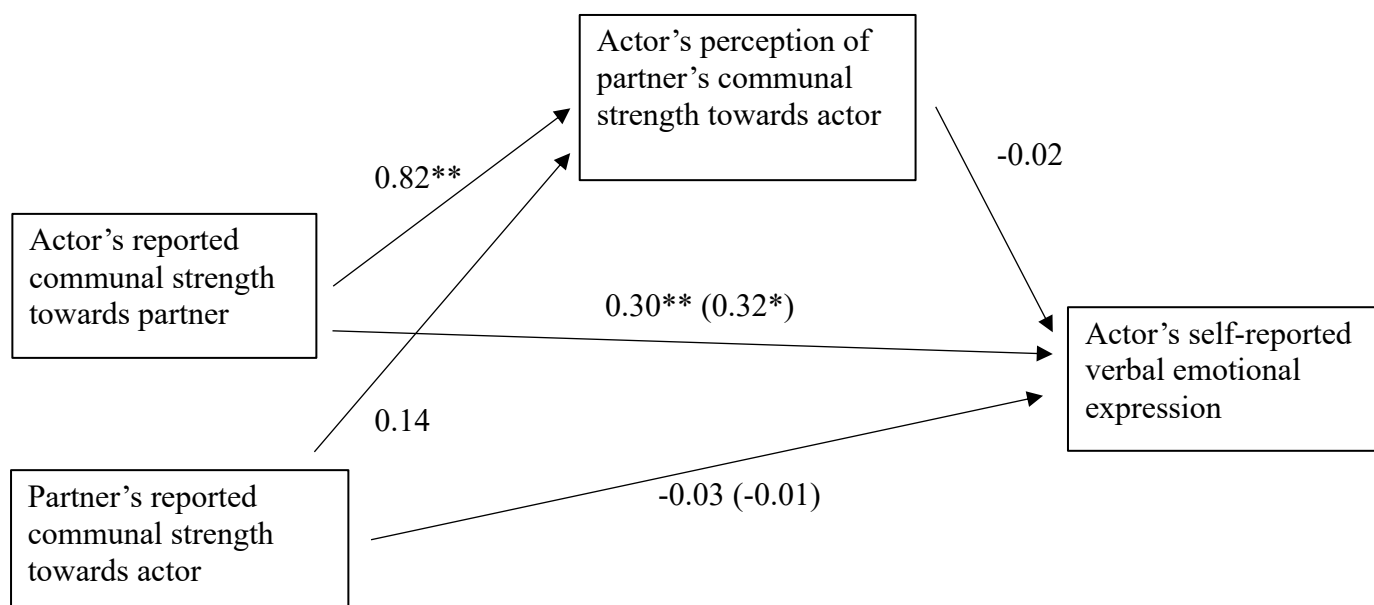 Actor’s perception of
partner’s communal
strength towards actor
-0.02
0.82**
Actor’s reported
communal strength
towards partner
0.30** (0.32*)
Actor’s self-reported
verbal emotional
expression
0.14
Partner’s reported
communal strength
towards actor
-0.03 (-0.01)